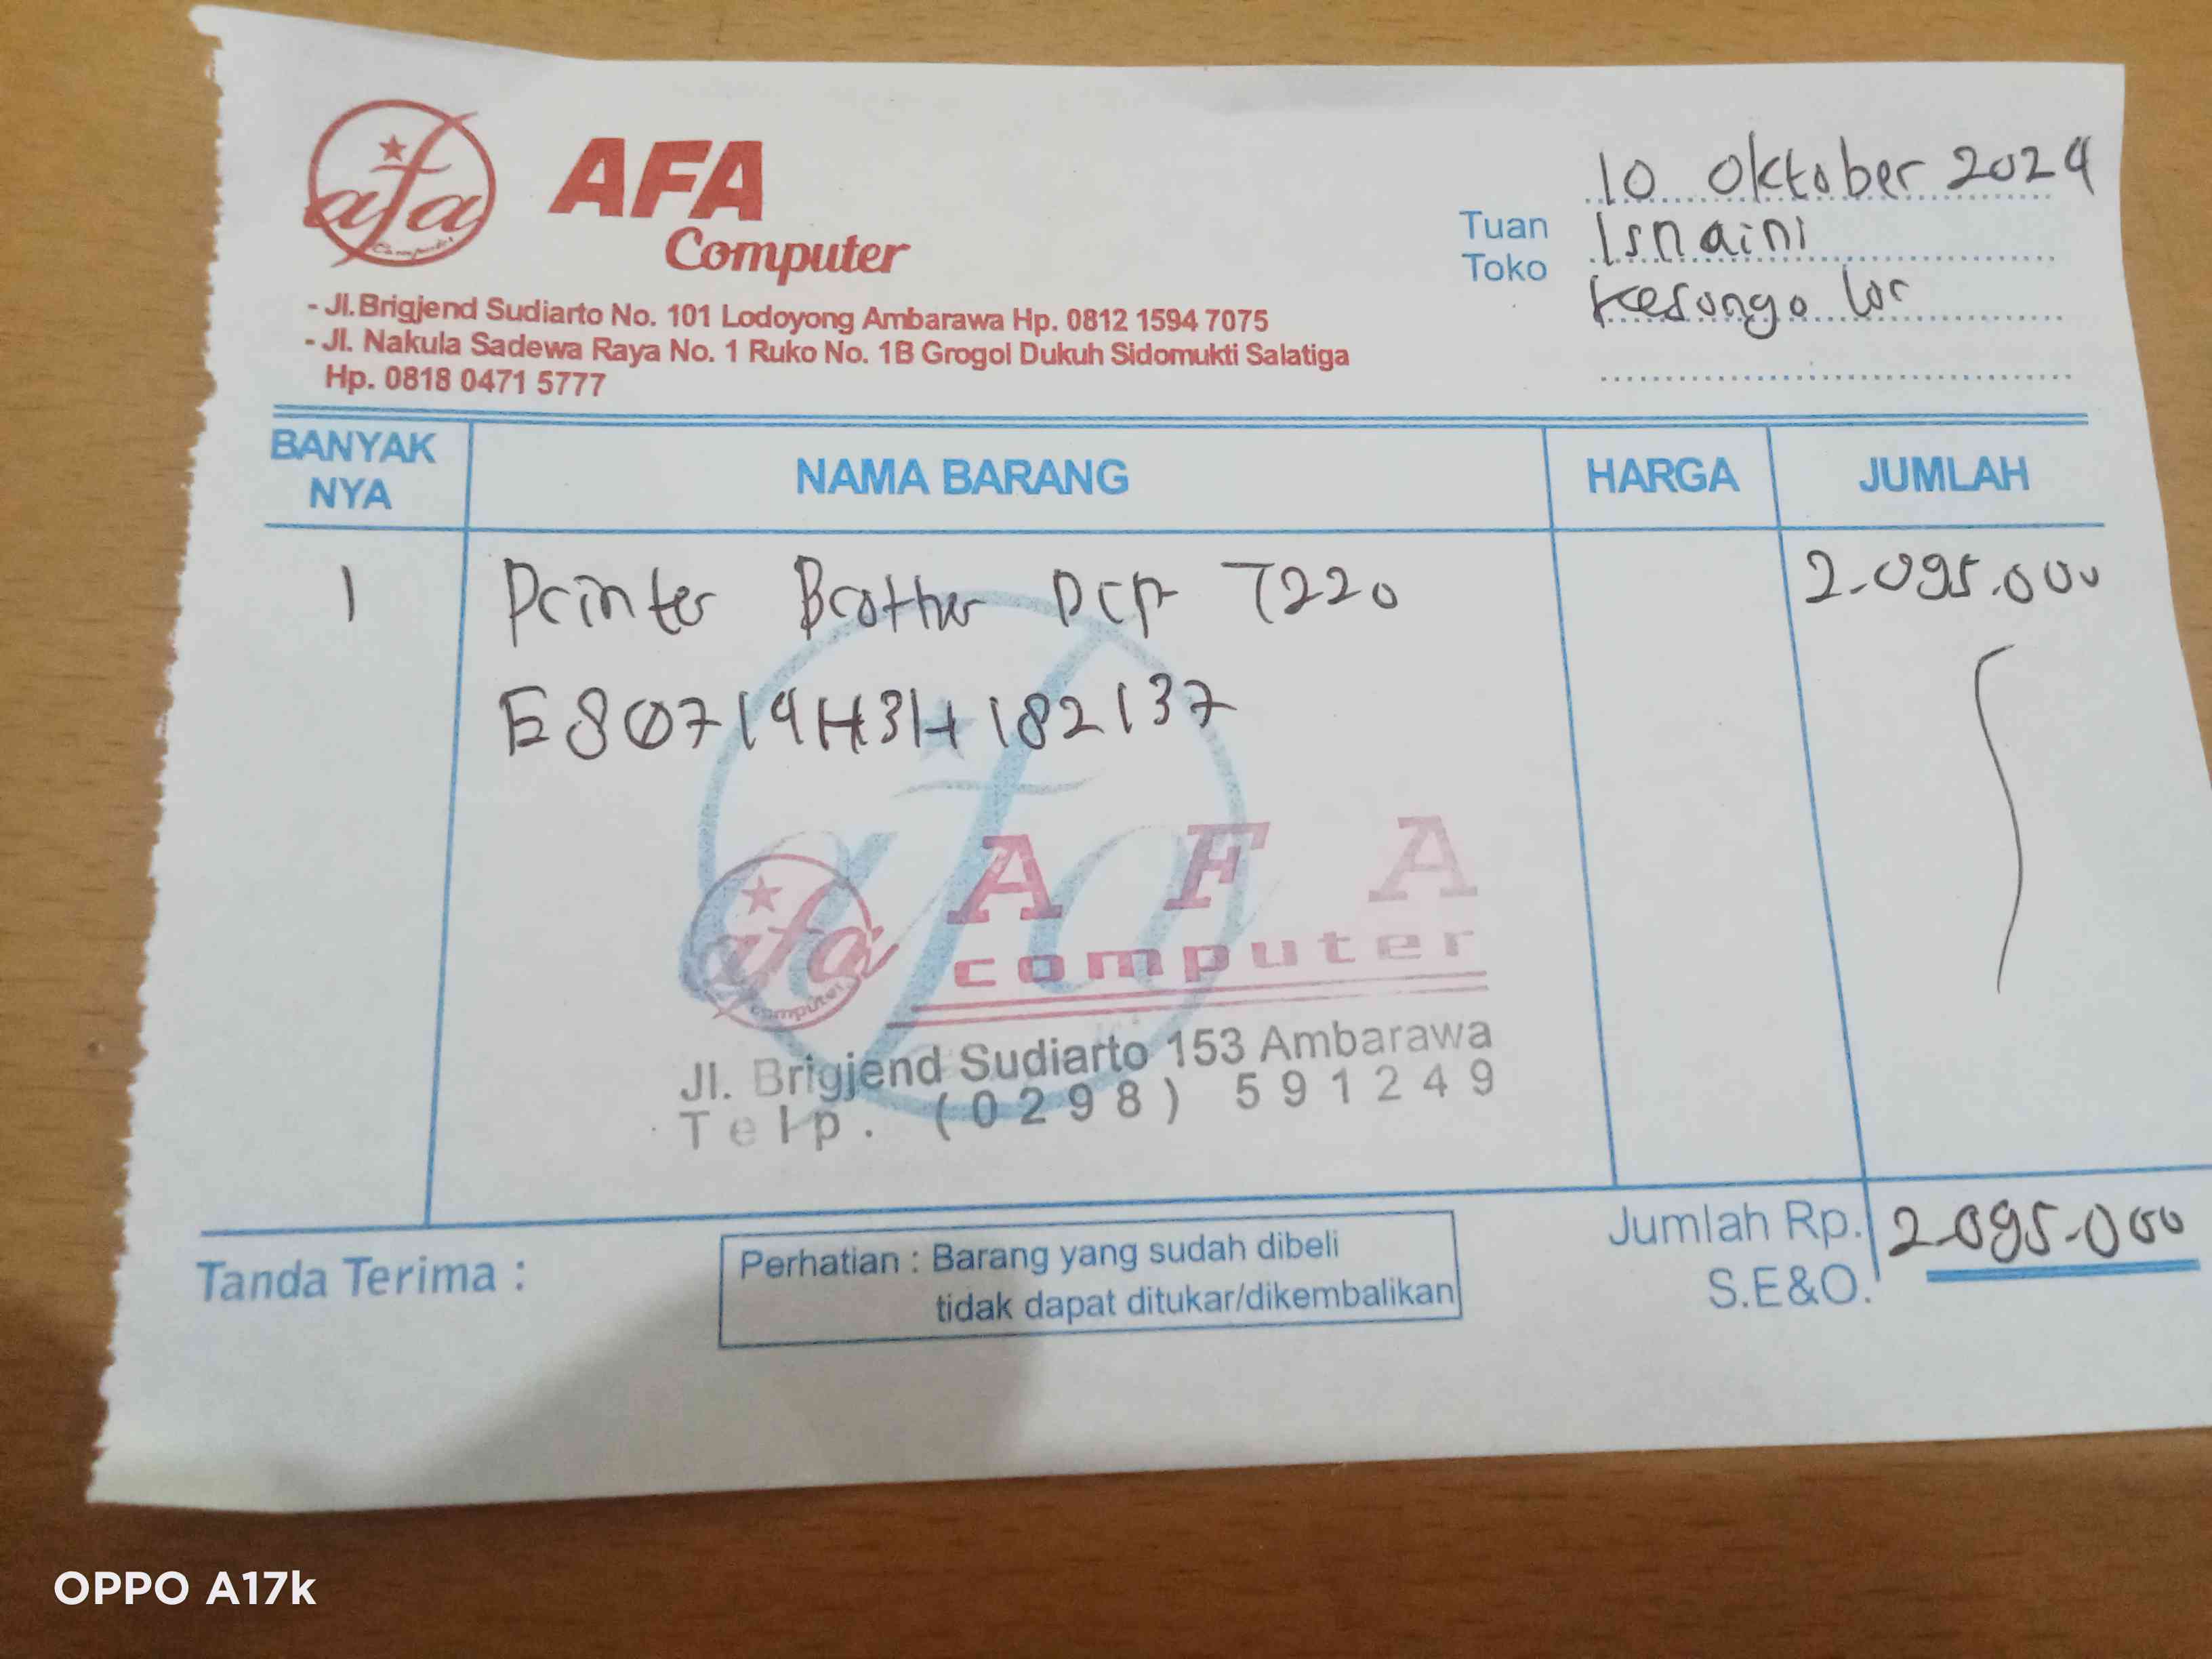 afa
Computer
AFA
Computer
- Jl.Brigjend Sudiarto No. 101 Lodoyong Ambarawa Hp. 0812 1594 7075
- Jl. Nakula Sadewa Raya No. 1 Ruko No. 1B Grogol Dukuh Sidomukti Salatiga
Hp. 0818 0471 5777
10 Oktober 2024
Tuan Isnaini
Toko Kesongo lor
BANYAK NYA NAMA BARANG HARGA JUMLAH
1 Printer Brother DCP T220 2.095.000
E80719H3H182137
afa
computer
A F A
computer
Jl. Brigjend Sudiarto 153 Ambarawa
Telp. (0298) 591249
Tanda Terima :
Perhatian : Barang yang sudah dibeli
tidak dapat ditukar/dikembalikan
Jumlah Rp. 2.095.000
S.E&O.
OPPO A17k